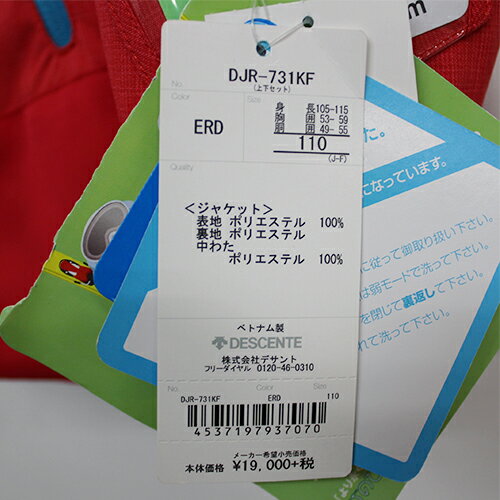 No.
DJR-731KF
(上下セット)
Color
Size
ERD
身　長105-115
胸　囲 53- 59
胴　囲 49- 55
110
(J-F)
Quality
<ジャケット>
表地 ポリエステル 100%
裏地 ポリエステル
中わた
ポリエステル 100%
ベトナム製
DESCENTE
株式会社デサント
フリーダイヤル 0120-46-0310
No. Color Size
DJR-731KF ERD 110
4537197937070
メーカー希望小売価格
本体価格 ¥19,000+税
m
た。
になっています。
に従って御取り扱い下さい。
は弱モードで洗って下さい。
を閉じて裏返して下さい。
れて洗って下さい。